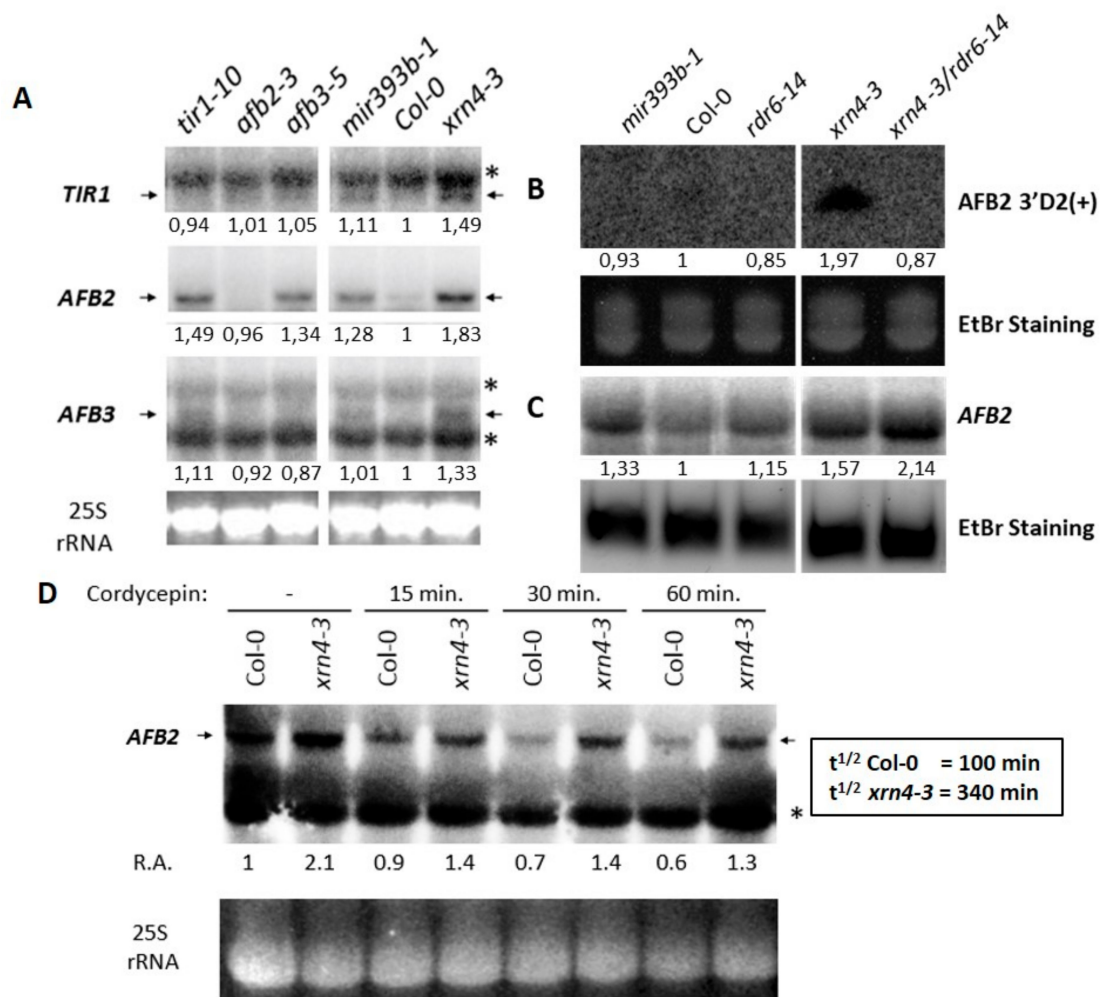 A
tir1-10 afb2-3 afb3-5 mir393b-1 Col-0 xrn4-3
TIR1 *
0,94 1,01 1,05 1,11 1 1,49
AFB2
1,49 0,96 1,34 1,28 1 1,83
AFB3 *
*
1,11 0,92 0,87 1,01 1 1,33
25S
rRNA
mir393b-1 Col-0 rdr6-14 xrn4-3 xrn4-3/rdr6-14
B
AFB2 3'D2(+)
0,93 1 0,85 1,97 0,87
EtBr Staining
C
AFB2
1,33 1 1,15 1,57 2,14
EtBr Staining
D
Cordycepin: - 15 min. 30 min. 60 min.
Col-0 xrn4-3 Col-0 xrn4-3 Col-0 xrn4-3 Col-0 xrn4-3
AFB2
*
t1/2 Col-0 = 100 min
t1/2 xrn4-3 = 340 min
R.A. 1 2.1 0.9 1.4 0.7 1.4 0.6 1.3
25S
rRNA